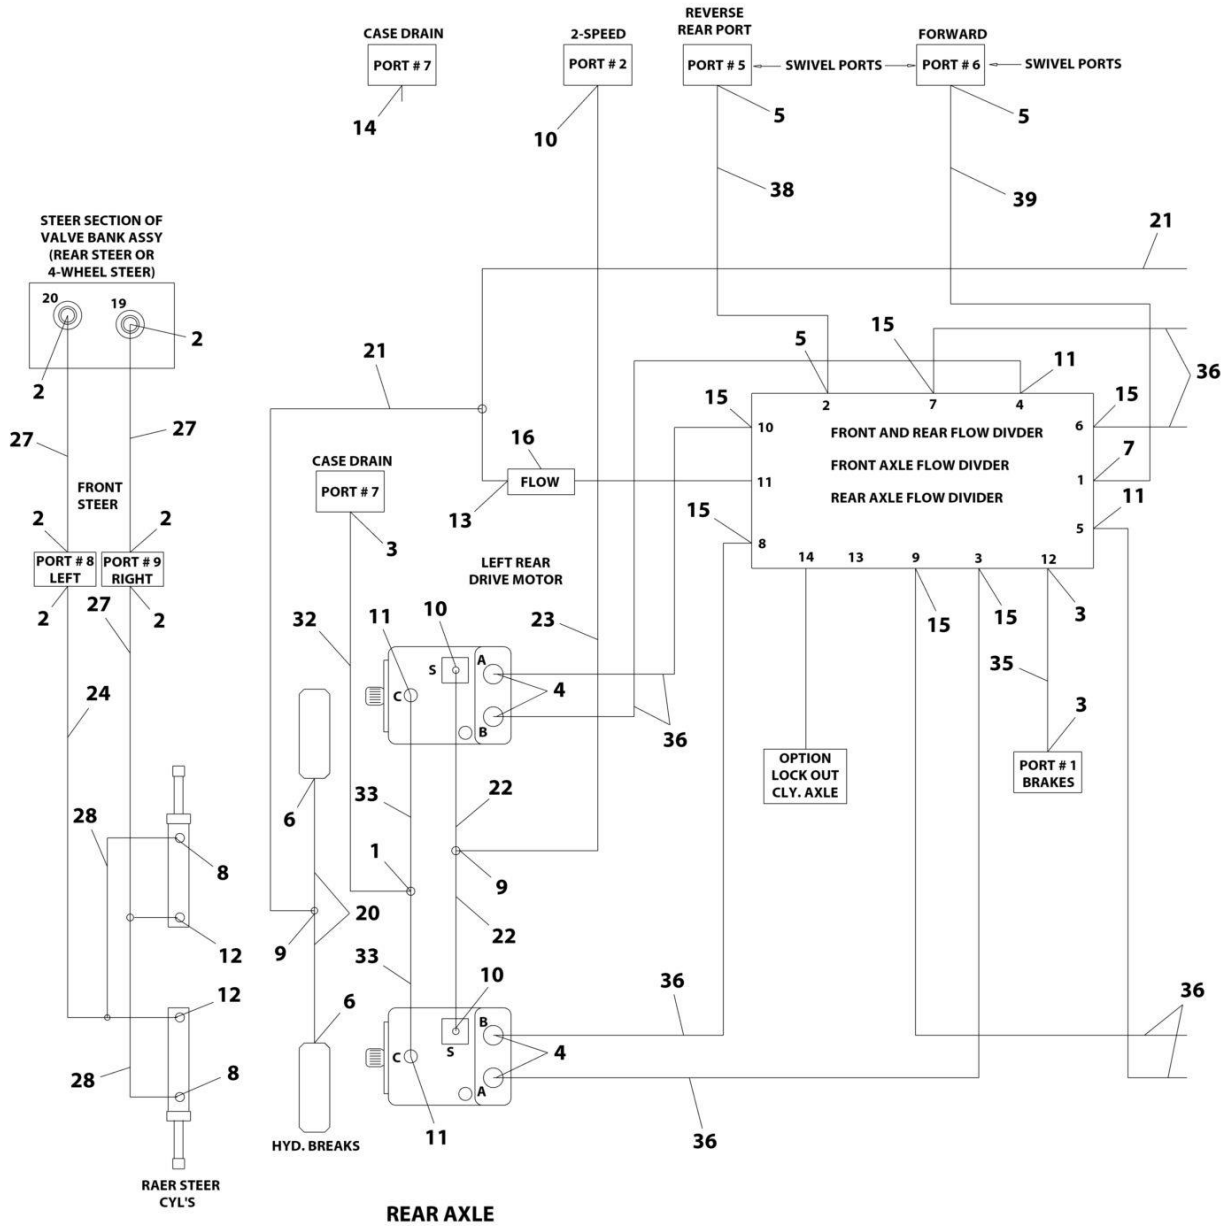 REVERSE
CASE DRAIN
2-SPEED
REAR PORT
FORWARD
PORT # 7
PORT # 2
PORT # 5
SWIVEL PORTS
PORT # 6
SWIVEL PORTS
14
10
5
5
38
39
STEER SECTION OF
VALVE BANK ASSY
(REAR STEER OR
4-WHEEL STEER)
21
20
19
2
2
21
15
5
11
36
15
2
7
4
15
27
27
10
FRONT AND REAR FLOW DIVDER
6
16
7
CASE DRAIN
FRONT AXLE FLOW DIVDER
PORT # 7
FLOW
11
1
FRONT
STEER
REAR AXLE FLOW DIVIDER
11
13
15
2
2
5
3
8
PORT # 8
LEFT
PORT # 9
RIGHT
LEFT REAR
DRIVE MOTOR
14
13
9
3
12
2
27
2
32
11
10
23
15
15
3
35
S
A
C
4
24
B
36
3
OPTION
LOCK OUT
CLY. AXLE
PORT # 1
BRAKES
28
6
33
22
1
8
9
20
22
12
9
33
12
6
10
36
36
B
S
C
4
28
8
A
11
36
HYD. BREAKS
RAER STEER
CYL'S
REAR AXLE